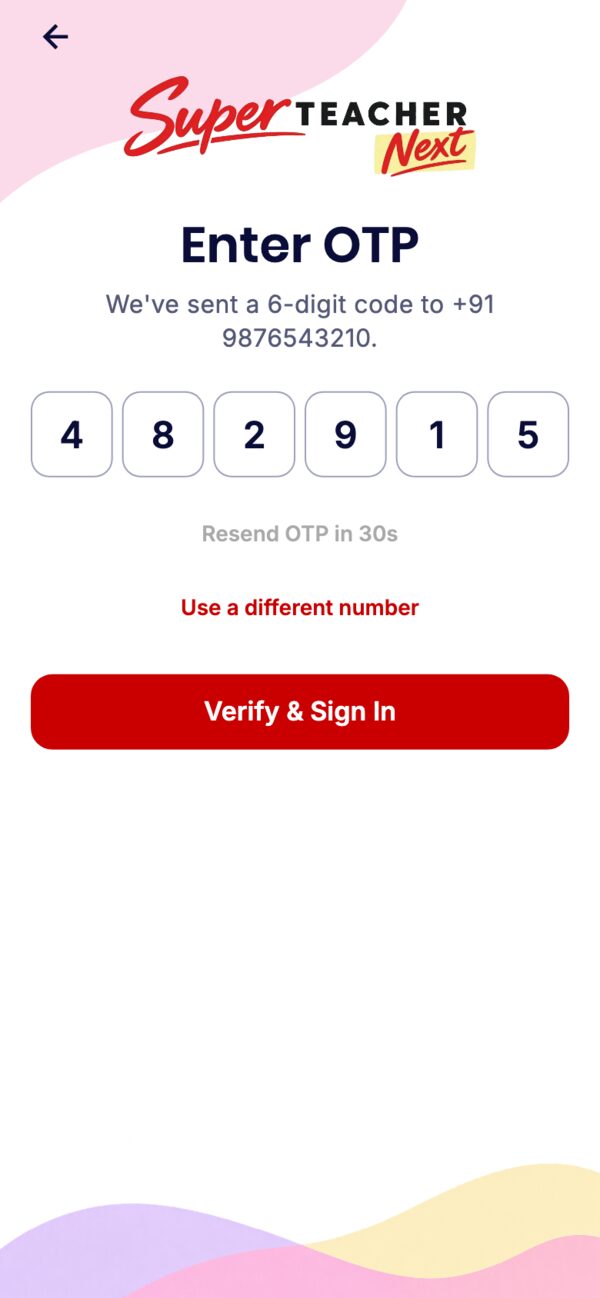 Super TEACHER
Next
Enter OTP
We've sent a 6-digit code to +91
9876543210.
4 8 2 9 1 5
Resend OTP in 30s
Use a different number
Verify & Sign In